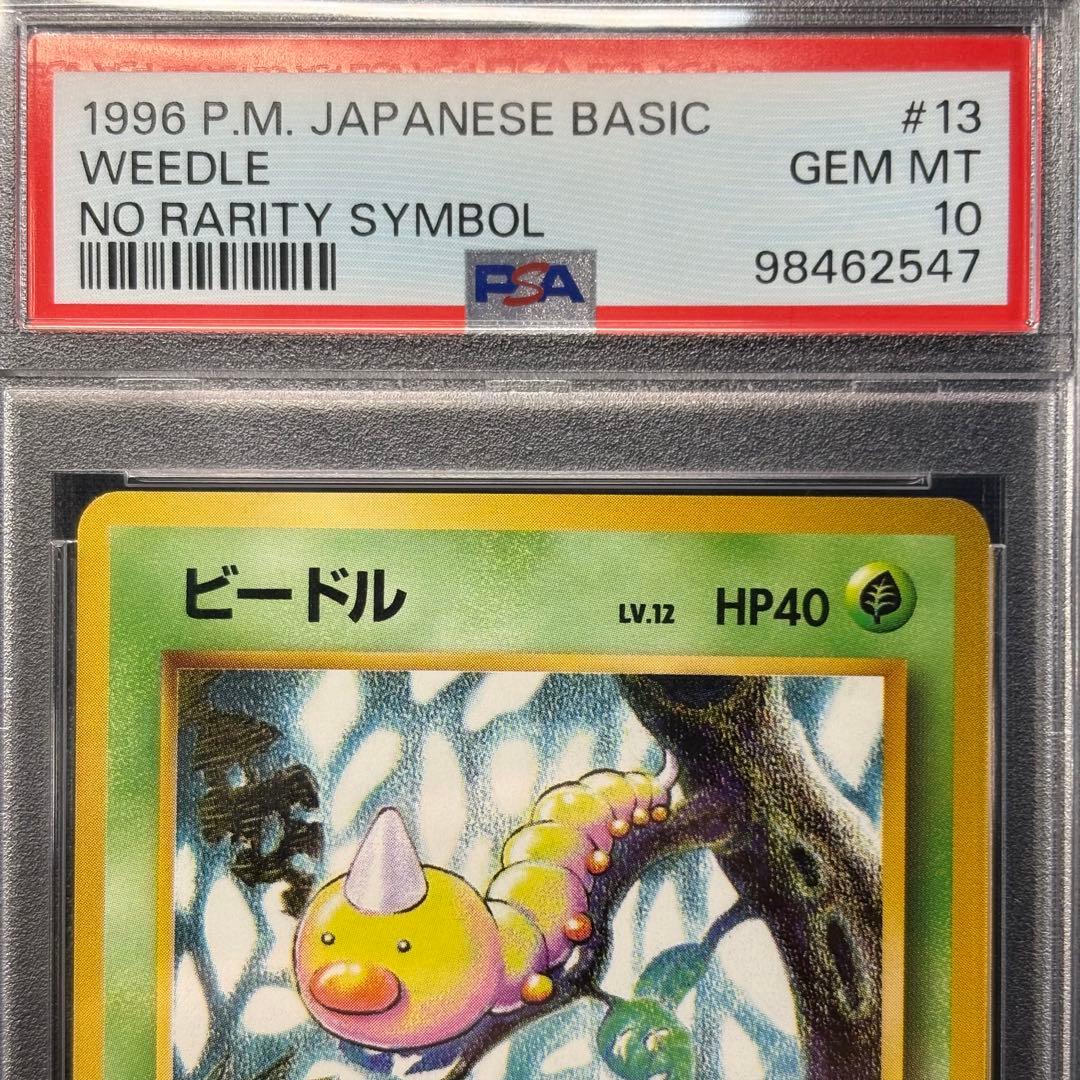 1996 P.M. JAPANESE BASIC #13
WEEDLE GEM MT
NO RARITY SYMBOL 10
PSA 98462547
ビードル LV.12 HP40